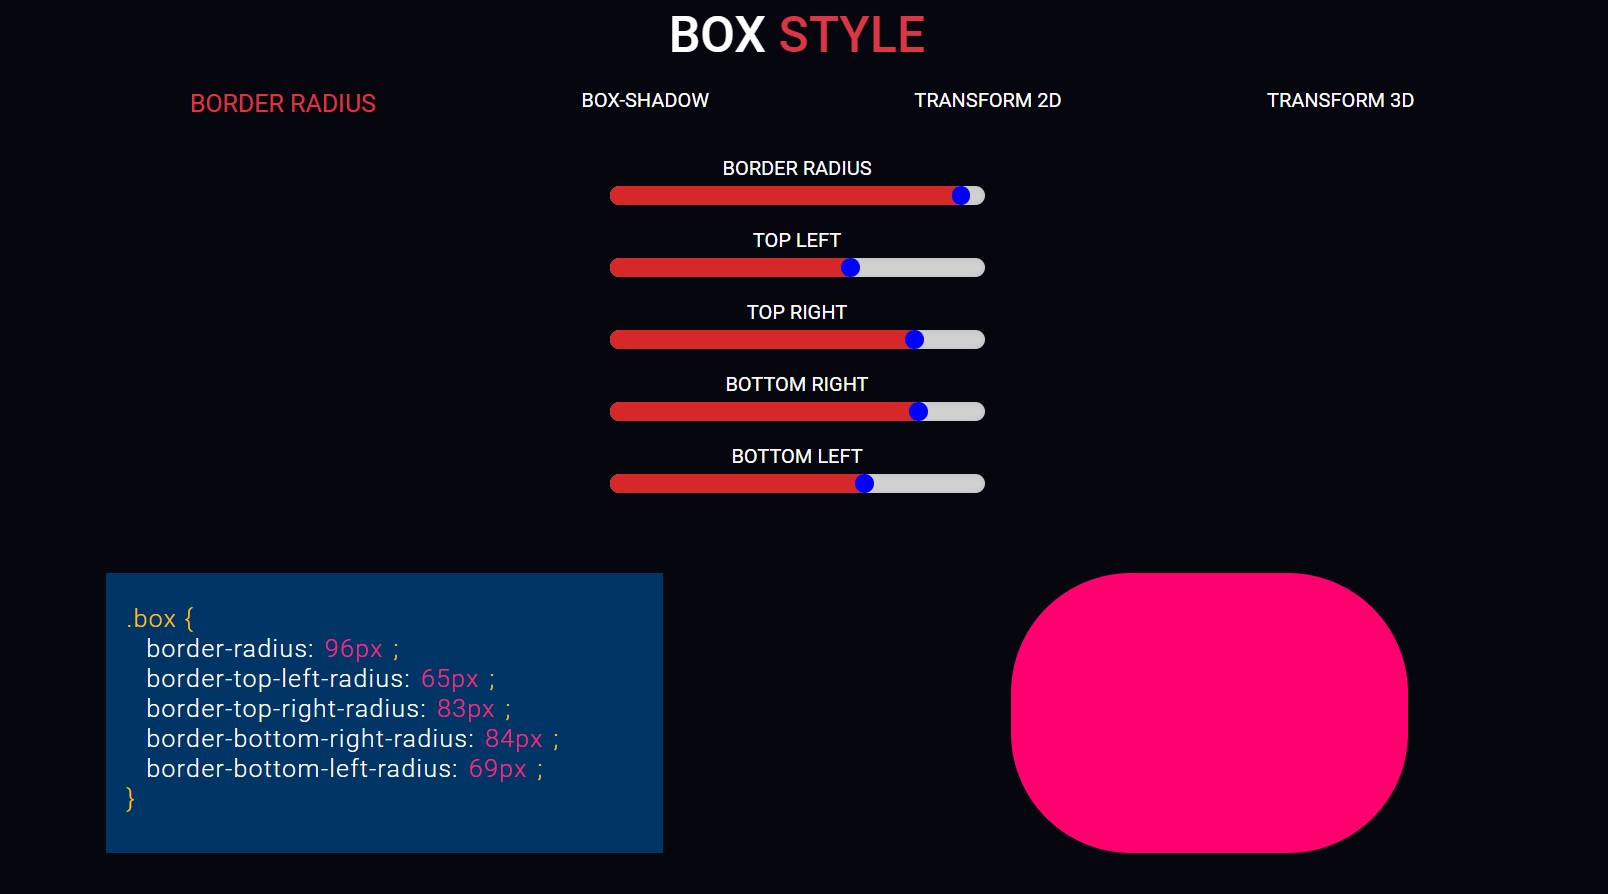 BOX STYLE
BORDER RADIUS BOX-SHADOW TRANSFORM 2D TRANSFORM 3D
BORDER RADIUS
TOP LEFT
TOP RIGHT
BOTTOM RIGHT
BOTTOM LEFT
.box {
border-radius: 96px ;
border-top-left-radius: 65px ;
border-top-right-radius: 83px ;
border-bottom-right-radius: 84px ;
border-bottom-left-radius: 69px ;
}